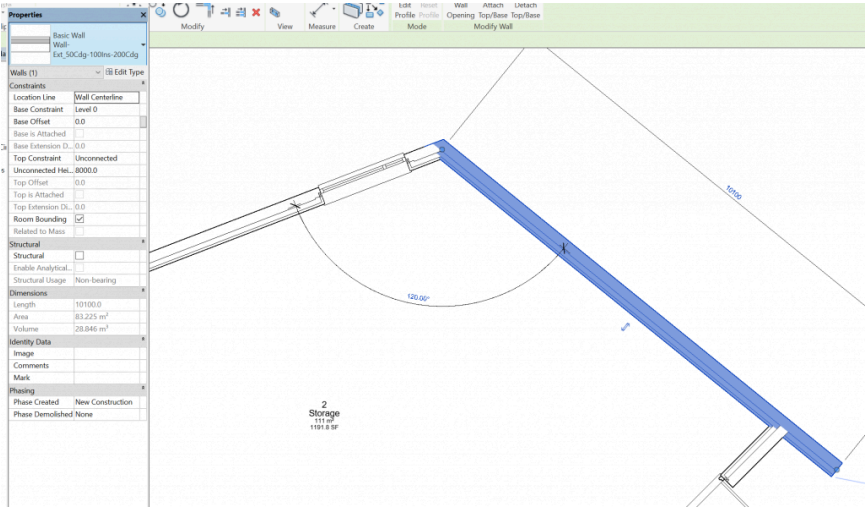 Properties
Basic Wall
Wall-
Ext_50Cdg-100Ins-200Cdg
Walls (1)
Edit Type
Constraints
Location Line Wall Centerline
Base Constraint Level 0
Base Offset 0.0
Base is Attached
Base Extension D... 0.0
Top Constraint Unconnected
Unconnected Hei... 8000.0
Top Offset 0.0
Top is Attached
Top Extension Di... 0.0
Room Bounding
Related to Mass
Structural
Structural
Enable Analytical...
Structural Usage Non-bearing
Dimensions
Length 10100.0
Area 83.225 m²
Volume 28.846 m³
Identity Data
Image
Comments
Mark
Phasing
Phase Created New Construction
Phase Demolished None
Modify
View
Measure
Create
Edit Reset
Profile Profile
Mode
Wall Attach Detach
Opening Top/Base Top/Base
Modify Wall
10100
120.00°
2
Storage
111 m²
1191.8 SF